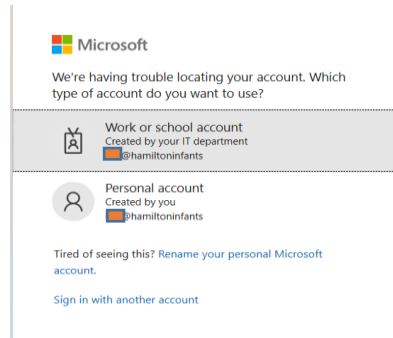 Microsoft
We're having trouble locating your account. Which
type of account do you want to use?
Work or school account
Created by your IT department
@hamiltoninfants
Personal account
Created by you
@hamiltoninfants
Tired of seeing this? Rename your personal Microsoft
account.
Sign in with another account